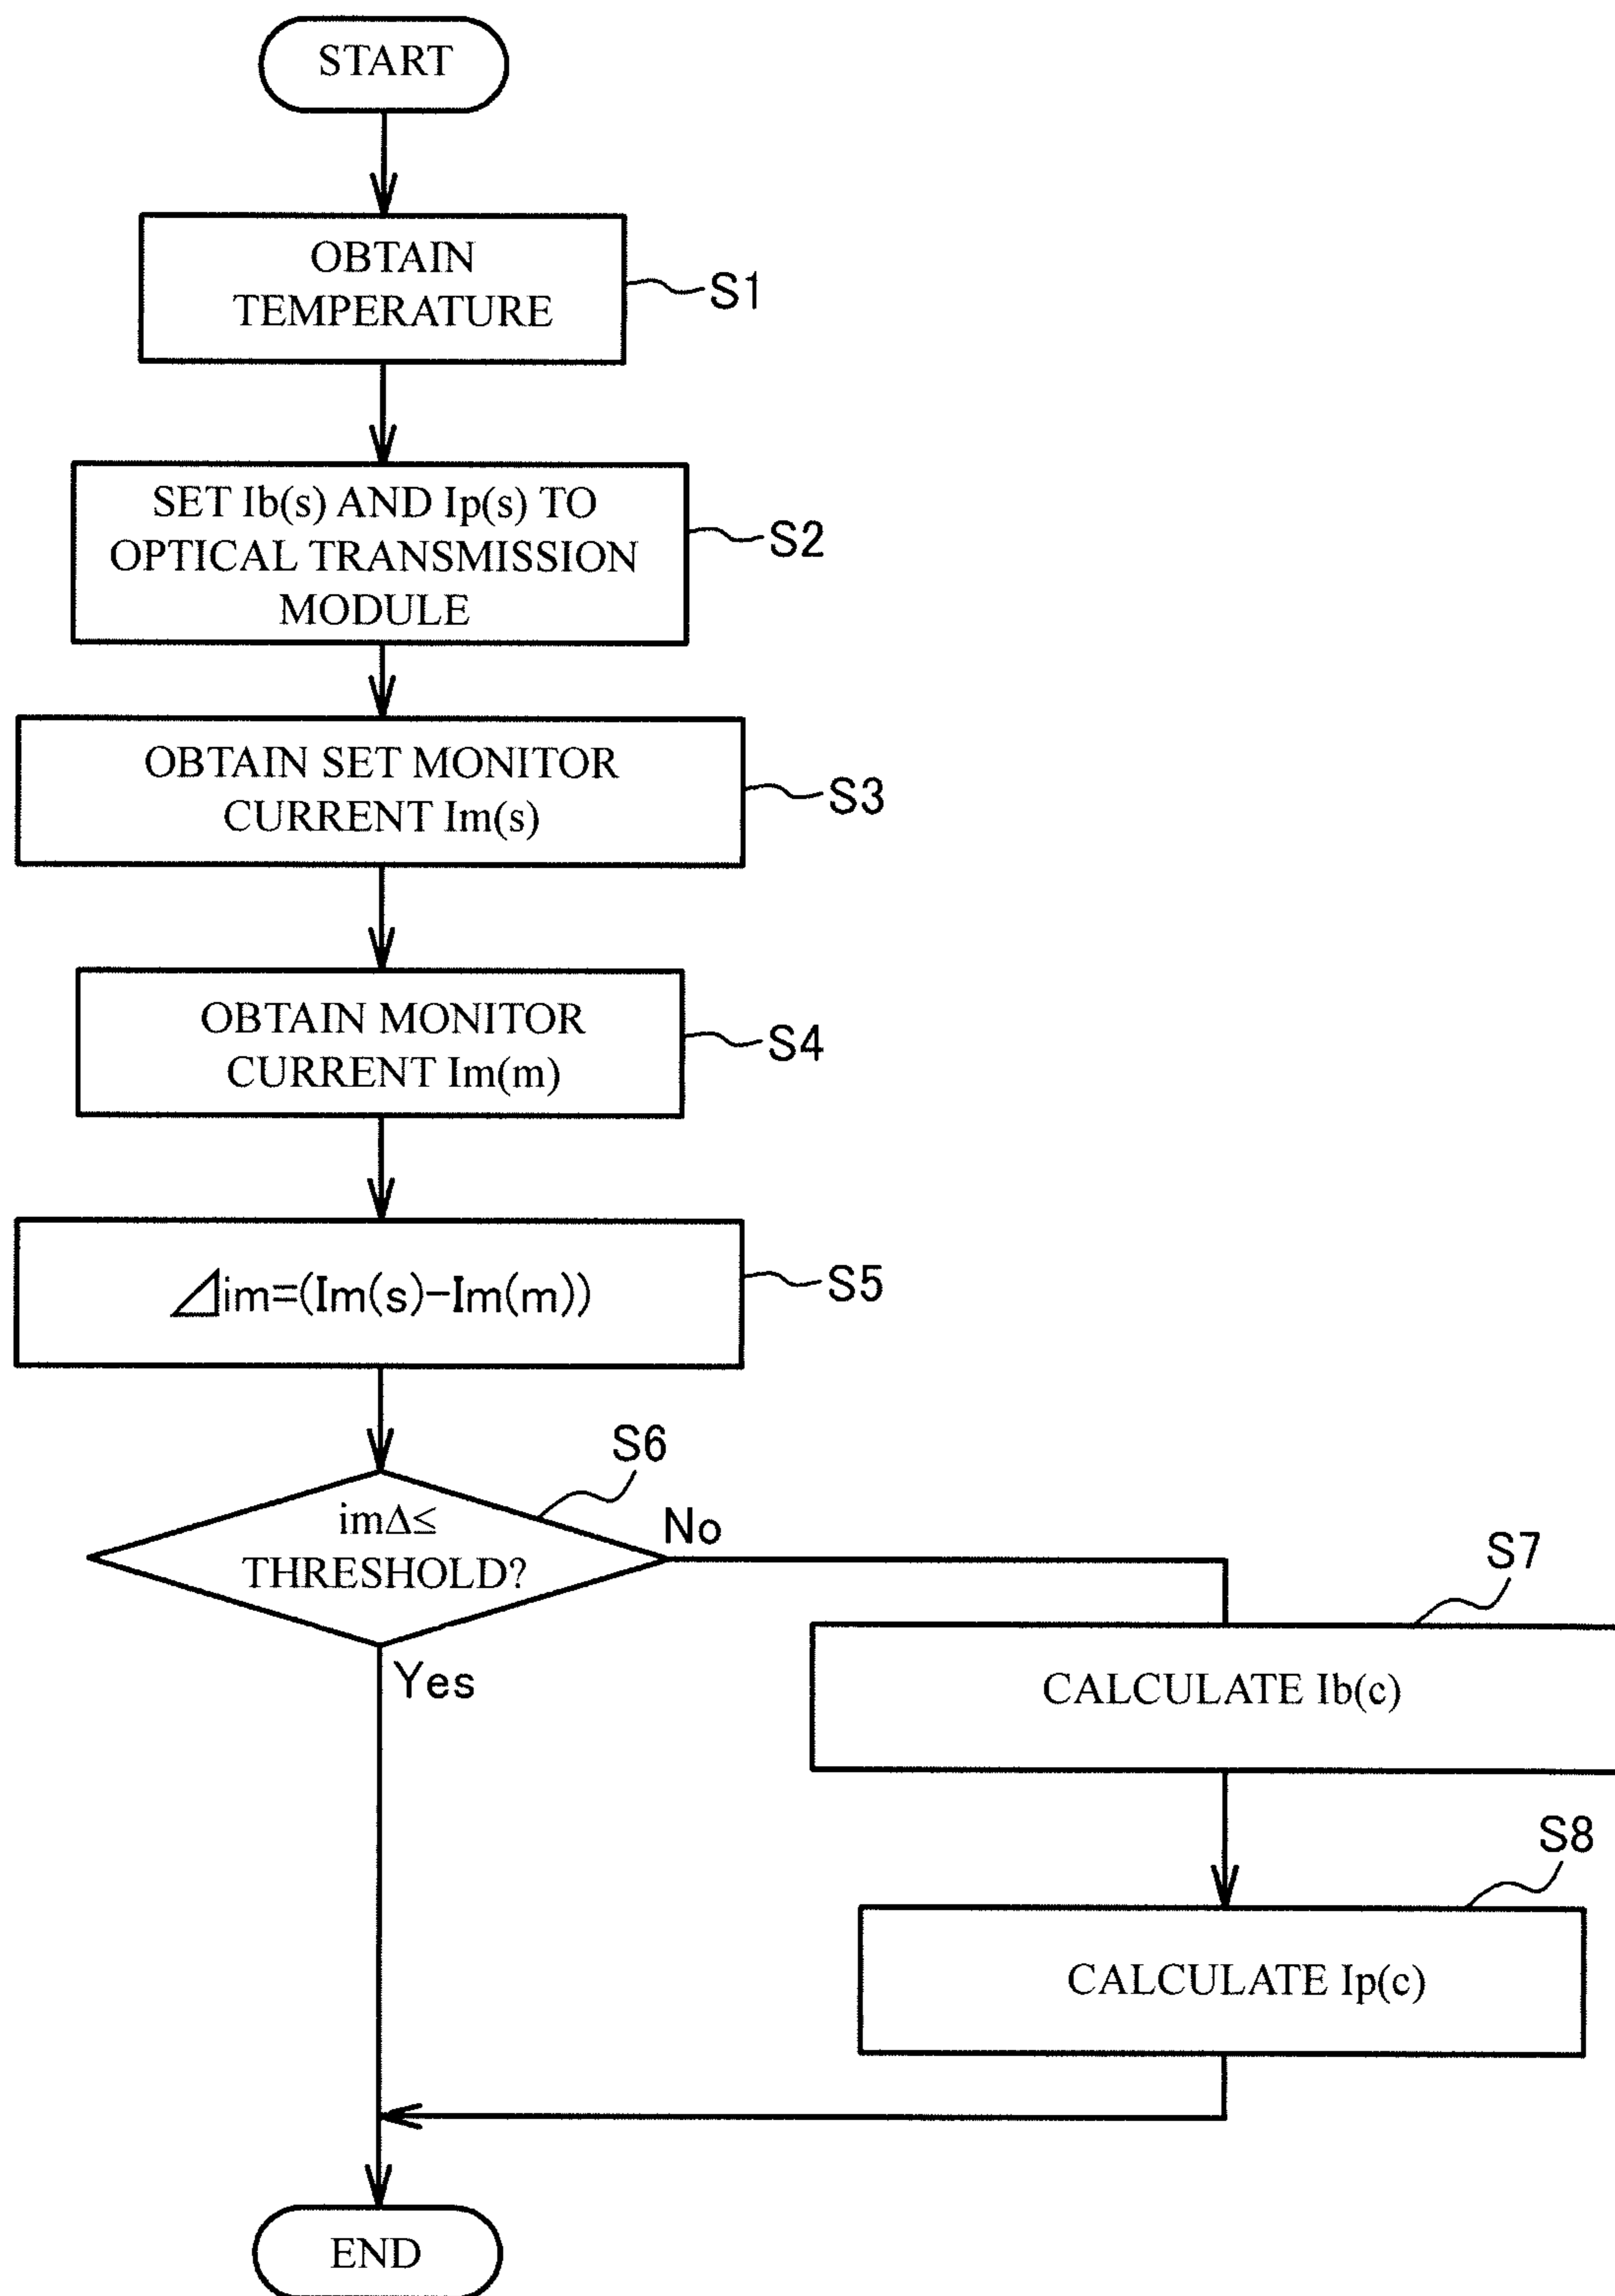 START
OBTAIN
TEMPERATURE
S1
SET Ib(s) AND Ip(s) TO
OPTICAL TRANSMISSION
MODULE
S2
OBTAIN SET MONITOR
CURRENT Im(s)
S3
OBTAIN MONITOR
CURRENT Im(m)
S4
⊿im=(Im(s)-Im(m))
S5
S6
imΔ≤
THRESHOLD?
No
Yes
S7
CALCULATE Ib(c)
S8
CALCULATE Ip(c)
END